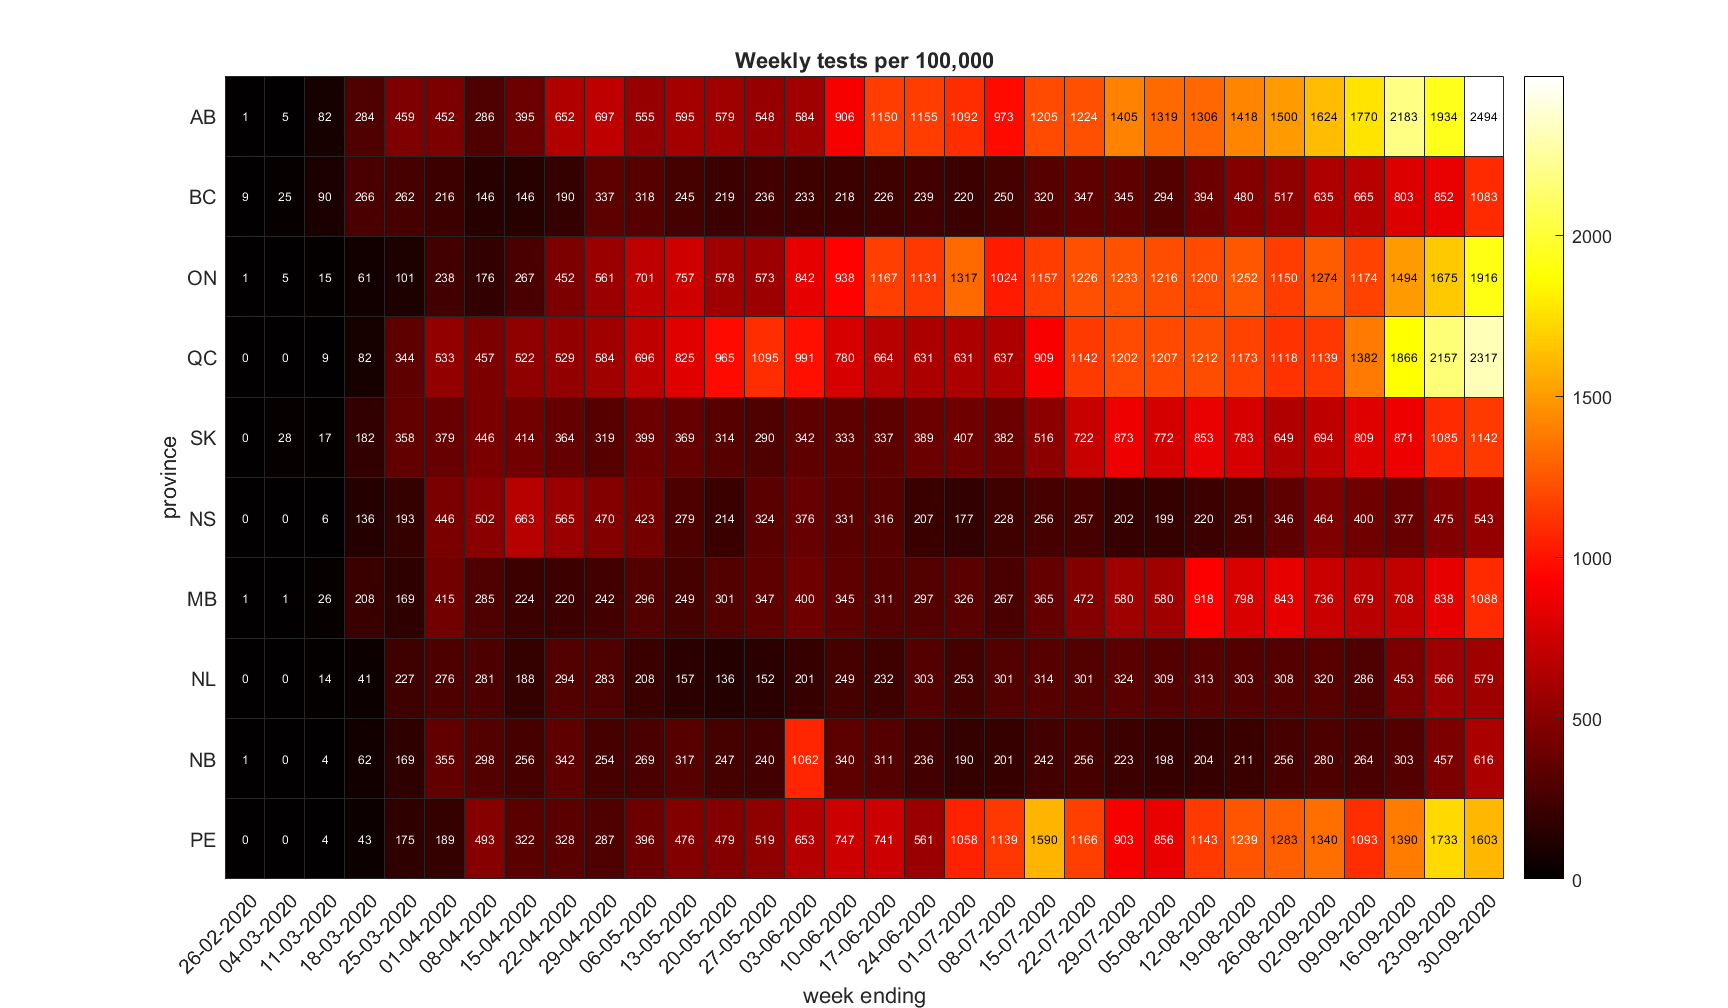 Weekly tests per 100,000
AB 1 5 82 284 459 452 286 395 652 697 555 595 579 548 584 906 1150 1155 1092 973 1205 1224 1405 1319 1306 1418 1500 1624 1770 2183 1934 2494
BC 9 25 90 266 262 216 146 146 190 337 318 245 219 236 233 218 226 239 220 250 320 347 345 294 394 480 517 635 665 803 852 1083
2000
ON 1 5 15 61 101 238 176 267 452 561 701 757 578 573 842 938 1167 1131 1317 1024 1157 1226 1233 1216 1200 1252 1150 1274 1174 1494 1675 1916
QC 0 0 9 82 344 533 457 522 529 584 696 825 965 1095 991 780 664 631 631 637 909 1142 1202 1207 1212 1173 1118 1139 1382 1866 2157 2317
1500
SK 0 28 17 182 358 379 446 414 364 319 399 369 314 290 342 333 337 389 407 382 516 722 873 772 853 783 649 694 809 871 1085 1142
province
NS 0 0 6 136 193 446 502 663 565 470 423 279 214 324 376 331 316 207 177 228 256 257 202 199 220 251 346 464 400 377 475 543
1000
MB 1 1 26 208 169 415 285 224 220 242 296 249 301 347 400 345 311 297 326 267 365 472 580 580 918 798 843 736 679 708 838 1088
NL 0 0 14 41 227 276 281 188 294 283 208 157 136 152 201 249 232 303 253 301 314 301 324 309 313 303 308 320 286 453 566 579
500
NB 1 0 4 62 169 355 298 256 342 254 269 317 247 240 1062 340 311 236 190 201 242 256 223 198 204 211 256 280 264 303 457 616
PE 0 0 4 43 175 189 493 322 328 287 396 476 479 519 653 747 741 561 1058 1139 1590 1166 903 856 1143 1239 1283 1340 1093 1390 1733 1603
0
26-02-2020 04-03-2020 11-03-2020 18-03-2020 25-03-2020 01-04-2020 08-04-2020 15-04-2020 22-04-2020 29-04-2020 06-05-2020 13-05-2020 20-05-2020 27-05-2020 03-06-2020 10-06-2020 17-06-2020 24-06-2020 01-07-2020 08-07-2020 15-07-2020 22-07-2020 29-07-2020 05-08-2020 12-08-2020 19-08-2020 26-08-2020 02-09-2020 09-09-2020 16-09-2020 23-09-2020 30-09-2020
week ending